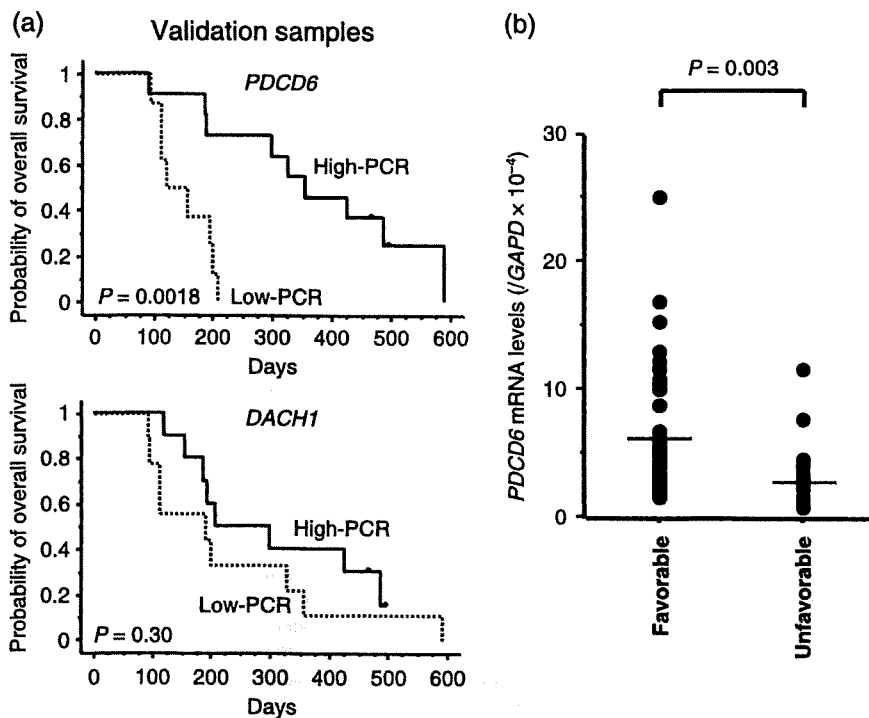 (a)
Validation samples
Probability of overall survival
1
0.8
0.6
0.4
0.2
0
PDCD6
High-PCR
Low-PCR
P = 0.0018
0 100 200 300 400 500 600
Days
Probability of overall survival
1
0.8
0.6
0.4
0.2
0
DACH1
High-PCR
Low-PCR
P = 0.30
0 100 200 300 400 500 600
Days
(b)
P = 0.003
PDCD6 mRNA levels (/GAPD × 10⁻⁴)
30
20
10
0
Favorable
Unfavorable